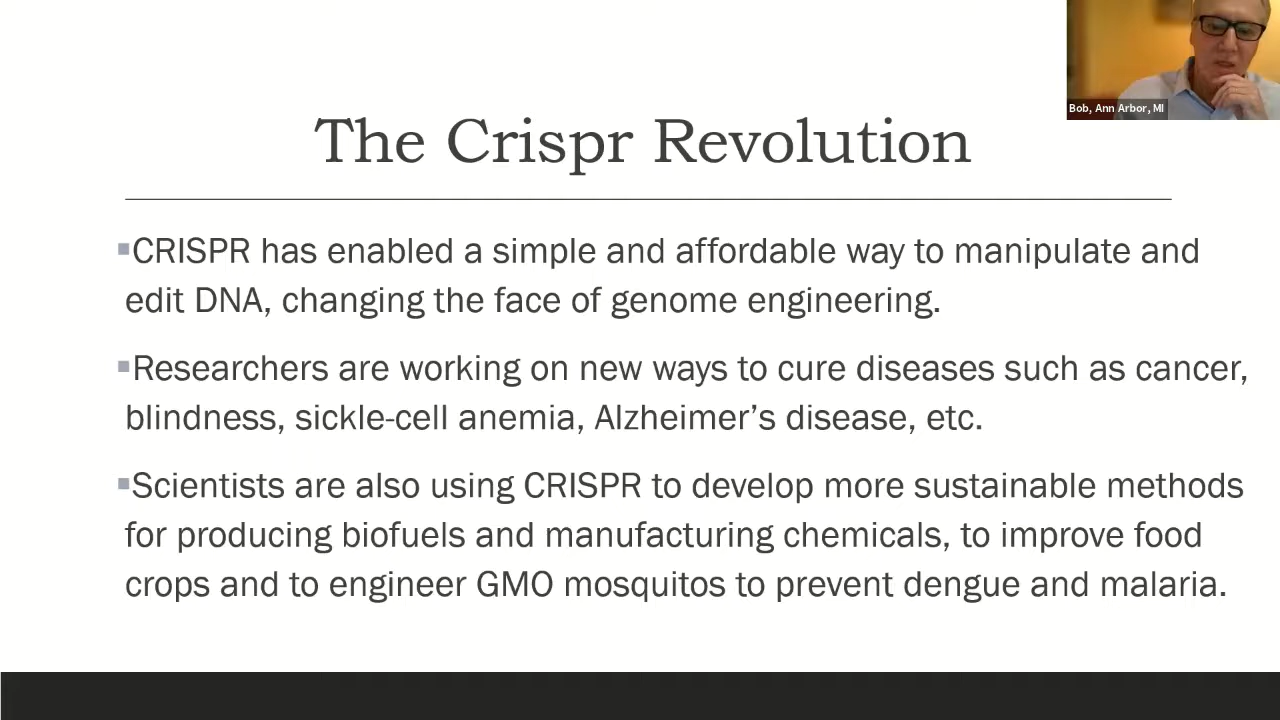 Bob, Ann Arbor, MI
The Crispr Revolution
▪CRISPR has enabled a simple and affordable way to manipulate and
edit DNA, changing the face of genome engineering.
▪Researchers are working on new ways to cure diseases such as cancer,
blindness, sickle-cell anemia, Alzheimer’s disease, etc.
▪Scientists are also using CRISPR to develop more sustainable methods
for producing biofuels and manufacturing chemicals, to improve food
crops and to engineer GMO mosquitos to prevent dengue and malaria.